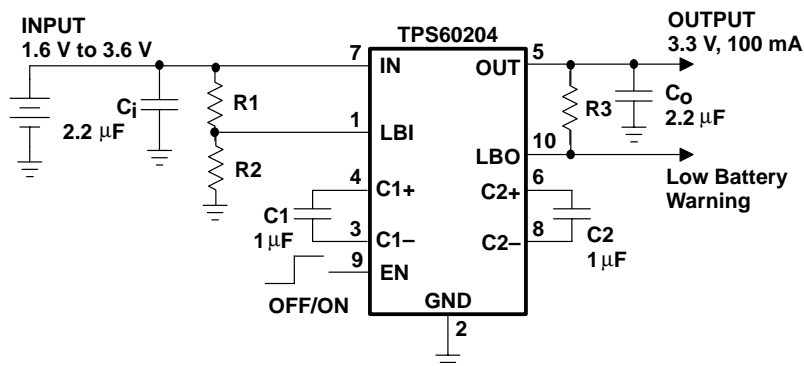 INPUT
1.6 V to 3.6 V
TPS60204
OUTPUT
3.3 V, 100 mA
7
IN
OUT
5
Ci
R1
R3
Co
2.2 µF
2.2 µF
1
LBI
R2
LBO
10
Low Battery
Warning
4
C1+
C2+
6
C1
1 µF
C2
1 µF
3
C1–
C2–
8
9
EN
OFF/ON
GND
2